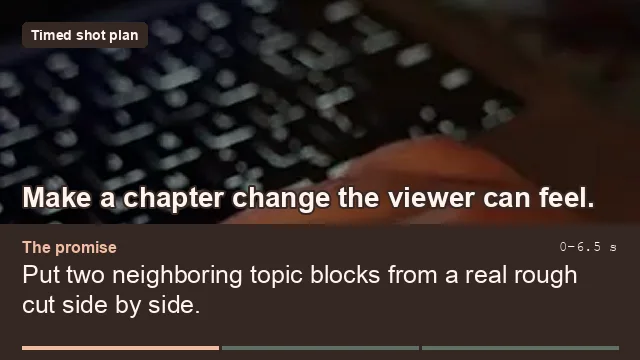 Timed shot plan
Make a chapter change the viewer can feel.
The promise
0–6.5 s
Put two neighboring topic blocks from a real rough
cut side by side.